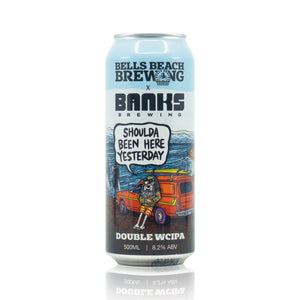 BELLS BEACH
BREWING
X
BANKS
BREWING
SHOULDA
BEEN HERE
YESTERDAY
DOUBLE WCIPA
500ML | 8.2% ABV